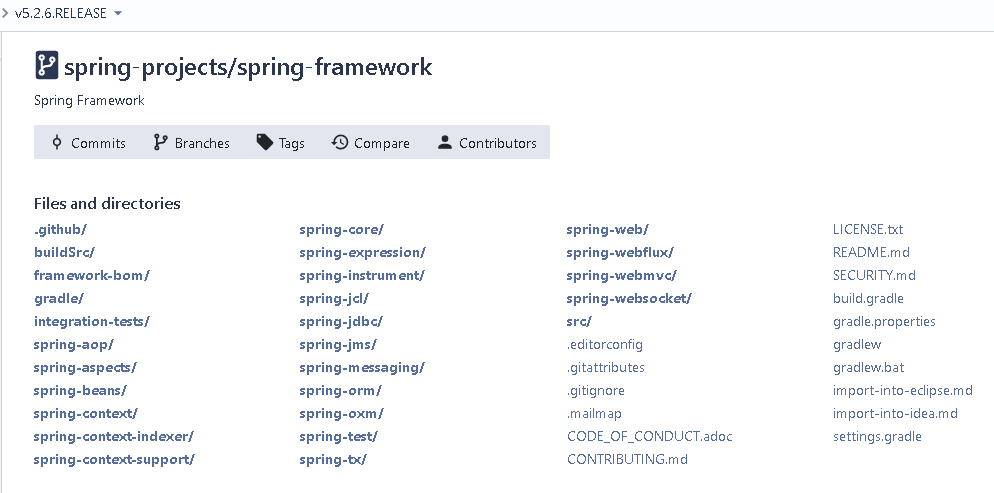 v5.2.6.RELEASE
spring-projects/spring-framework
Spring Framework
Commits Branches Tags Compare Contributors
Files and directories
.github/
buildSrc/
framework-bom/
gradle/
integration-tests/
spring-aop/
spring-aspects/
spring-beans/
spring-context/
spring-context-indexer/
spring-context-support/
spring-core/
spring-expression/
spring-instrument/
spring-jcl/
spring-jdbc/
spring-jms/
spring-messaging/
spring-orm/
spring-oxm/
spring-test/
spring-tx/
spring-web/
spring-webflux/
spring-webmvc/
spring-websocket/
src/
.editorconfig
.gitattributes
.gitignore
.mailmap
CODE_OF_CONDUCT.adoc
CONTRIBUTING.md
LICENSE.txt
README.md
SECURITY.md
build.gradle
gradle.properties
gradlew
gradlew.bat
import-into-eclipse.md
import-into-idea.md
settings.gradle